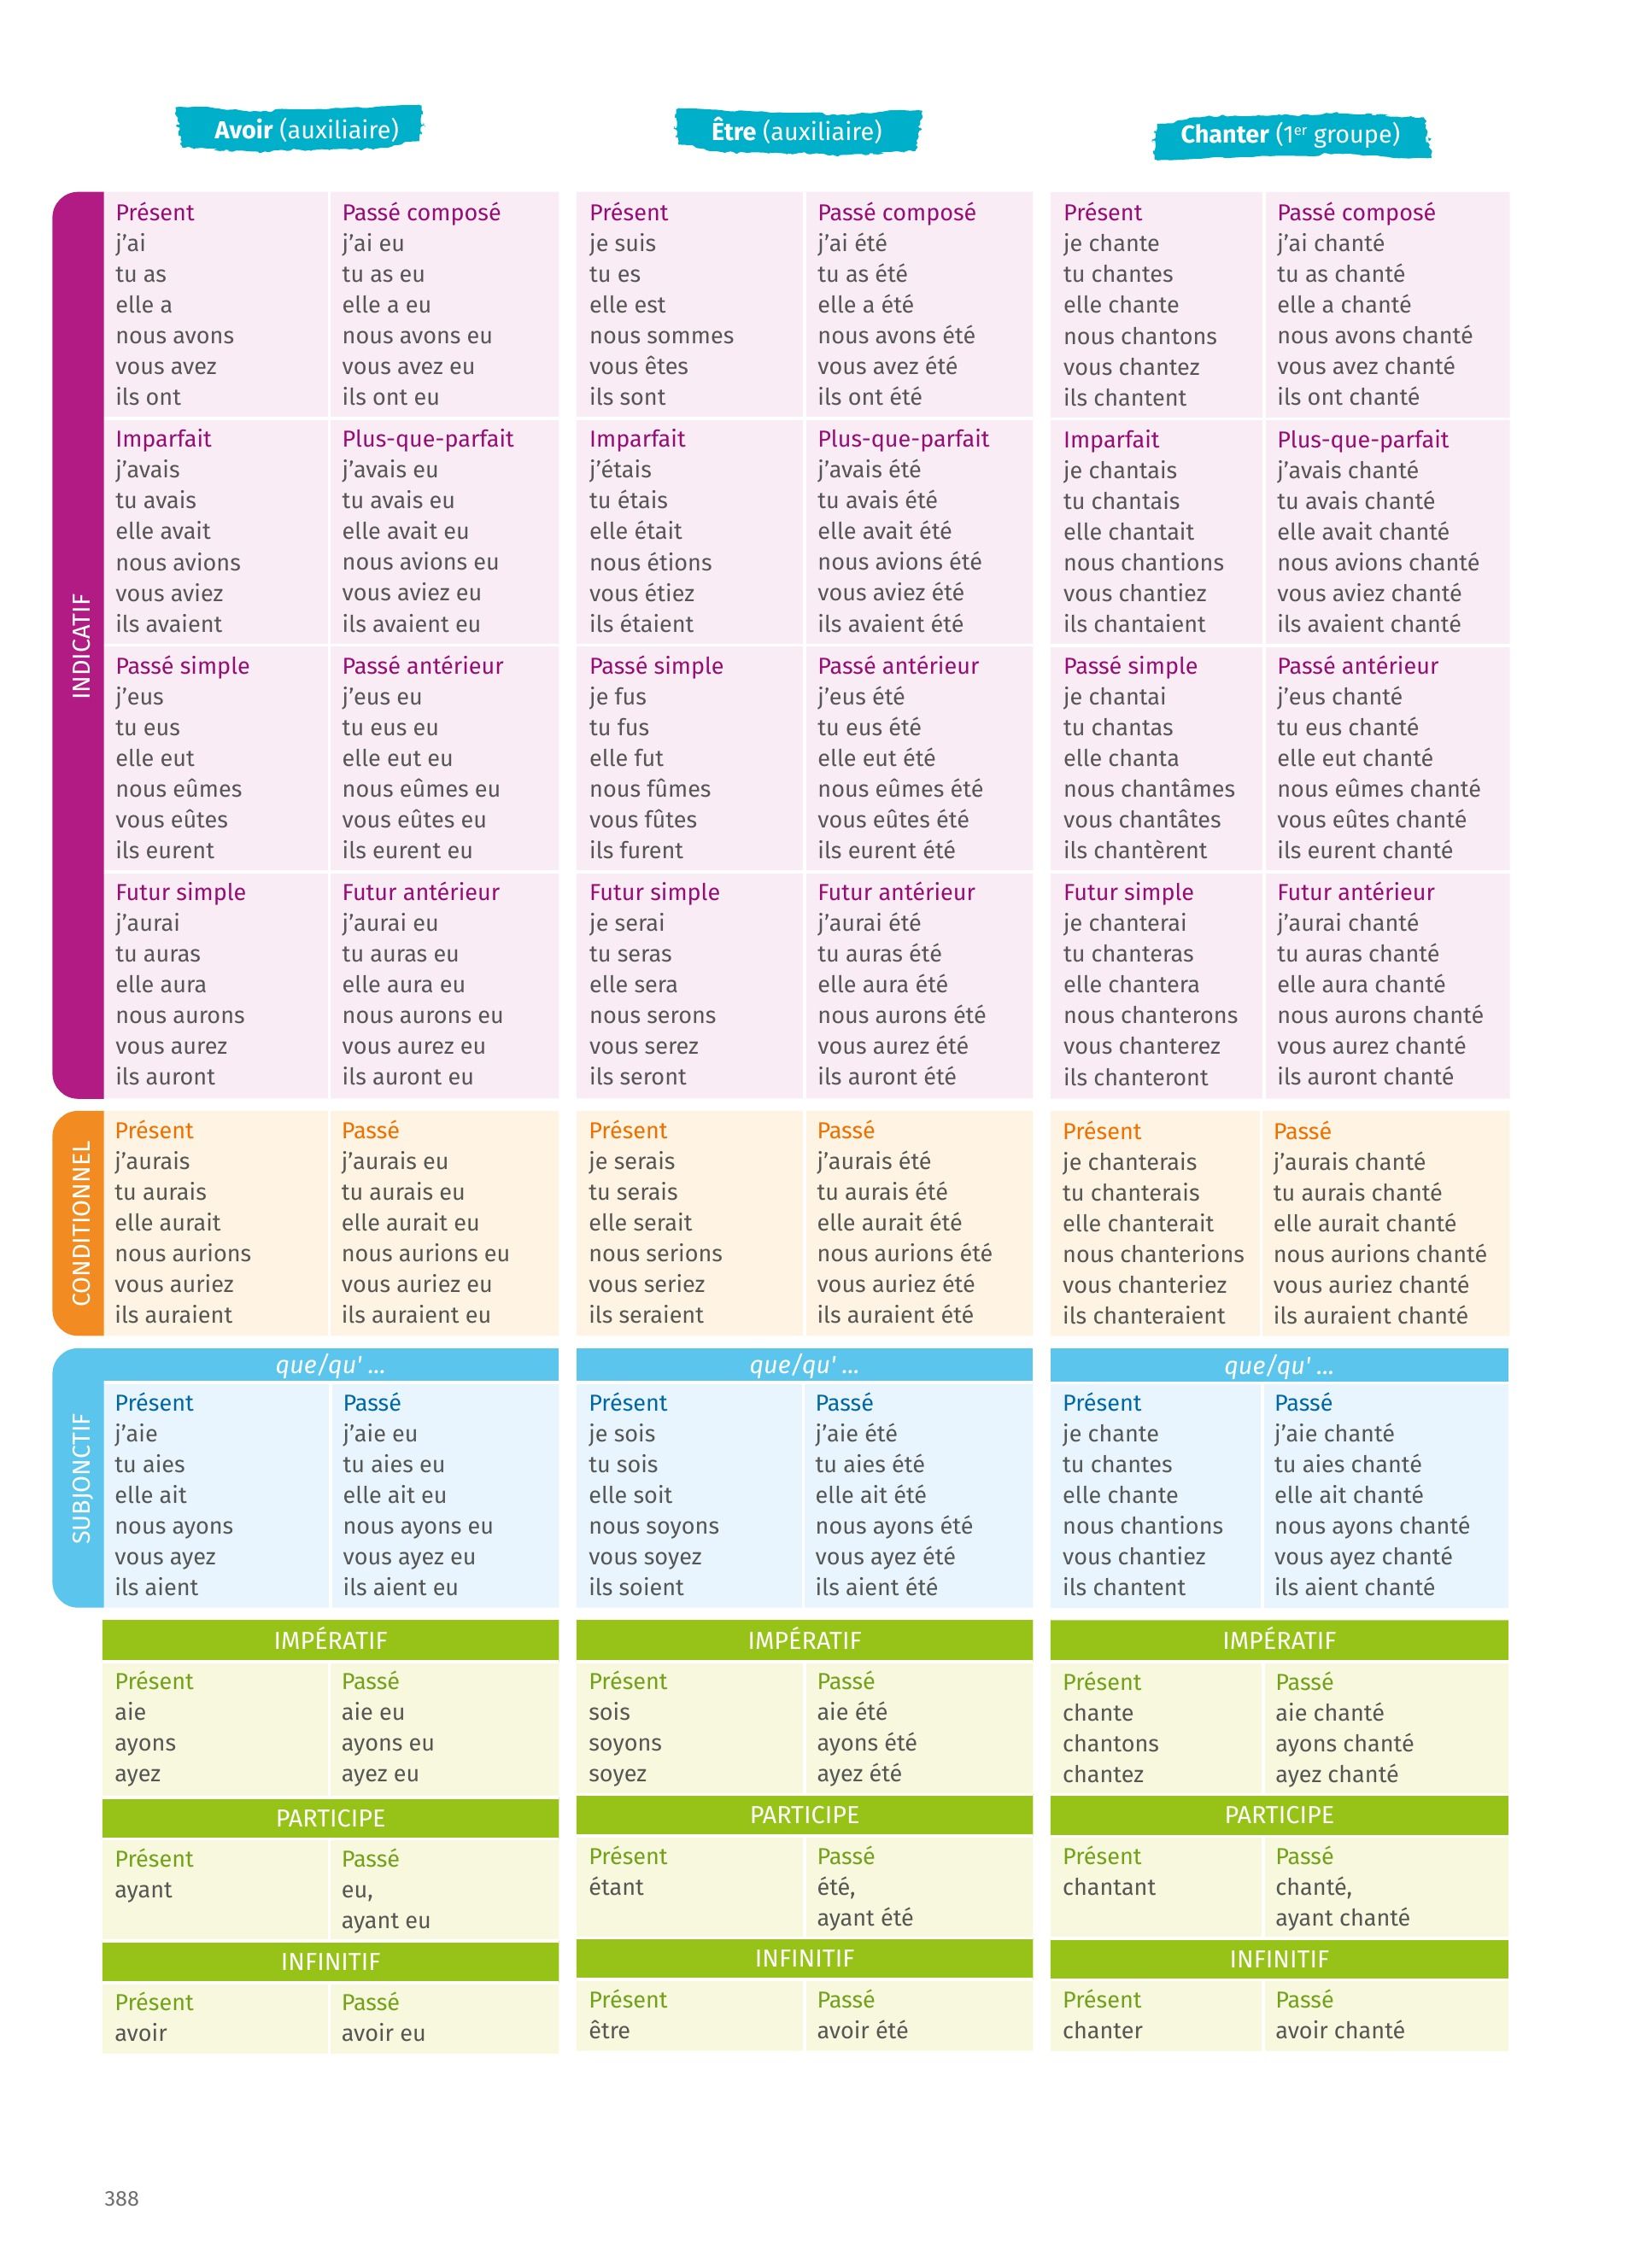 Avoir (auxiliaire)
Être (auxiliaire)
Chanter (1er groupe)
INDICATIF
Présent
j'ai
tu as
elle a
nous avons
vous avez
ils ont
Passé composé
j'ai eu
tu as eu
elle a eu
nous avons eu
vous avez eu
ils ont eu
Présent
je suis
tu es
elle est
nous sommes
vous êtes
ils sont
Passé composé
j'ai été
tu as été
elle a été
nous avons été
vous avez été
ils ont été
Présent
je chante
tu chantes
elle chante
nous chantons
vous chantez
ils chantent
Passé composé
j'ai chanté
tu as chanté
elle a chanté
nous avons chanté
vous avez chanté
ils ont chanté
Imparfait
j'avais
tu avais
elle avait
nous avions
vous aviez
ils avaient
Plus-que-parfait
j'avais eu
tu avais eu
elle avait eu
nous avions eu
vous aviez eu
ils avaient eu
Imparfait
j'étais
tu étais
elle était
nous étions
vous étiez
ils étaient
Plus-que-parfait
j'avais été
tu avais été
elle avait été
nous avions été
vous aviez été
ils avaient été
Imparfait
je chantais
tu chantais
elle chantait
nous chantions
vous chantiez
ils chantaient
Plus-que-parfait
j'avais chanté
tu avais chanté
elle avait chanté
nous avions chanté
vous aviez chanté
ils avaient chanté
Passé simple
j'eus
tu eus
elle eut
nous eûmes
vous eûtes
ils eurent
Passé antérieur
j'eus eu
tu eus eu
elle eut eu
nous eûmes eu
vous eûtes eu
ils eurent eu
Passé simple
je fus
tu fus
elle fut
nous fûmes
vous fûtes
ils furent
Passé antérieur
j'eus été
tu eus été
elle eut été
nous eûmes été
vous eûtes été
ils eurent été
Passé simple
je chantai
tu chantas
elle chanta
nous chantâmes
vous chantâtes
ils chantèrent
Passé antérieur
j'eus chanté
tu eus chanté
elle eut chanté
nous eûmes chanté
vous eûtes chanté
ils eurent chanté
Futur simple
j'aurai
tu auras
elle aura
nous aurons
vous aurez
ils auront
Futur antérieur
j'aurai eu
tu auras eu
elle aura eu
nous aurons eu
vous aurez eu
ils auront eu
Futur simple
je serai
tu seras
elle sera
nous serons
vous serez
ils seront
Futur antérieur
j'aurai été
tu auras été
elle aura été
nous aurons été
vous aurez été
ils auront été
Futur simple
je chanterai
tu chanteras
elle chantera
nous chanterons
vous chanterez
ils chanteront
Futur antérieur
j'aurai chanté
tu auras chanté
elle aura chanté
nous aurons chanté
vous aurez chanté
ils auront chanté
CONDITIONNEL
Présent
j'aurais
tu aurais
elle aurait
nous aurions
vous auriez
ils auraient
Passé
j'aurais eu
tu aurais eu
elle aurait eu
nous aurions eu
vous auriez eu
ils auraient eu
Présent
je serais
tu serais
elle serait
nous serions
vous seriez
ils seraient
Passé
j'aurais été
tu aurais été
elle aurait été
nous aurions été
vous auriez été
ils auraient été
Présent
je chanterais
tu chanterais
elle chanterait
nous chanterions
vous chanteriez
ils chanteraient
Passé
j'aurais chanté
tu aurais chanté
elle aurait chanté
nous aurions chanté
vous auriez chanté
ils auraient chanté
SUBJONCTIF
que/qu' ...
que/qu' ...
que/qu' ...
Présent
j'aie
tu aies
elle ait
nous ayons
vous ayez
ils aient
Passé
j'aie eu
tu aies eu
elle ait eu
nous ayons eu
vous ayez eu
ils aient eu
Présent
je sois
tu sois
elle soit
nous soyons
vous soyez
ils soient
Passé
j'aie été
tu aies été
elle ait été
nous ayons été
vous ayez été
ils aient été
Présent
je chante
tu chantes
elle chante
nous chantions
vous chantiez
ils chantent
Passé
j'aie chanté
tu aies chanté
elle ait chanté
nous ayons chanté
vous ayez chanté
ils aient chanté
IMPÉRATIF
IMPÉRATIF
IMPÉRATIF
Présent
aie
ayons
ayez
Passé
aie eu
ayons eu
ayez eu
Présent
sois
soyons
soyez
Passé
aie été
ayons été
ayez été
Présent
chante
chantons
chantez
Passé
aie chanté
ayons chanté
ayez chanté
PARTICIPE
PARTICIPE
PARTICIPE
Présent
ayant
Passé
eu,
ayant eu
Présent
étant
Passé
été,
ayant été
Présent
chantant
Passé
chanté,
ayant chanté
INFINITIF
INFINITIF
INFINITIF
Présent
avoir
Passé
avoir eu
Présent
être
Passé
avoir été
Présent
chanter
Passé
avoir chanté
388